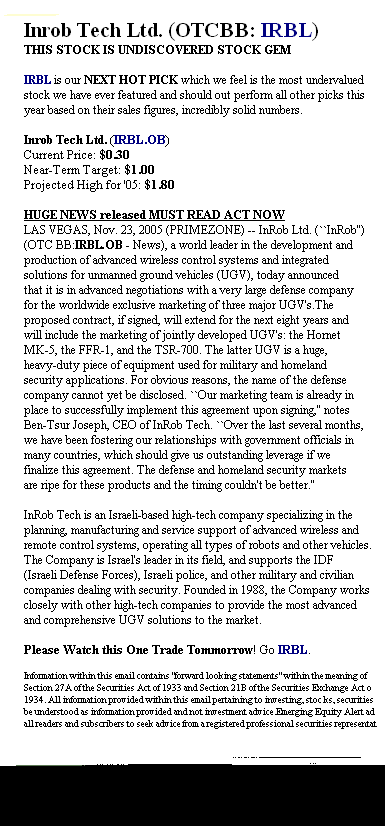 Inrob Tech Ltd. (OTCBB: IRBL)
THIS STOCK IS UNDISCOVERED STOCK GEM
IRBL is our NEXT HOT PICK which we feel is the most undervalued
stock we have ever featured and should out perform all other picks this
year based on their sales figures, incredibly solid numbers.
Inrob Tech Ltd. (IRBL.OB)
Current Price: $0.30
Near-Term Target: $1.00
Projected High for '05: $1.80
HUGE NEWS released MUST READ ACT NOW
LAS VEGAS, Nov. 23, 2005 (PRIMEZONE) -- InRob Ltd. (``InRob'')
(OTC BB:IRBL.OB - News), a world leader in the development and
production of advanced wireless control systems and integrated
solutions for unmanned ground vehicles (UGV), today announced
that it is in advanced negotiations with a very large defense company
for the worldwide exclusive marketing of three major UGV's.The
proposed contract, if signed, will extend for the next eight years and
will include the marketing of jointly developed UGV's: the Hornet
MK-5, the FFR-1, and the TSR-700. The latter UGV is a huge,
heavy-duty piece of equipment used for military and homeland
security applications. For obvious reasons, the name of the defense
company cannot yet be disclosed. ``Our marketing team is already in
place to successfully implement this agreement upon signing,'' notes
Ben-Tsur Joseph, CEO of InRob Tech. ``Over the last several months,
we have been fostering our relationships with government officials in
many countries, which should give us outstanding leverage if we
finalize this agreement. The defense and homeland security markets
are ripe for these products and the timing couldn't be better.''
InRob Tech is an Israeli-based high-tech company specializing in the
planning, manufacturing and service support of advanced wireless and
remote control systems, operating all types of robots and other vehicles.
The Company is Israel's leader in its field, and supports the IDF
(Israeli Defense Forces), Israeli police, and other military and civilian
companies dealing with security. Founded in 1988, the Company works
closely with other high-tech companies to provide the most advanced
and comprehensive UGV solutions to the market.
Please Watch this One Trade Tommorrow! Go IRBL.
Information within this email contains "forward looking statements" within the meaning of
Section 27A of the Securities Act of 1933 and Section 21B of the Securities Exchange Act o
1934. All information provided within this email pertaining to investing, stocks, securities
be understood as information provided and not investment advice.Emerging Equity Alert ad
all readers and subscribers to seek advice from a registered professional securities representat